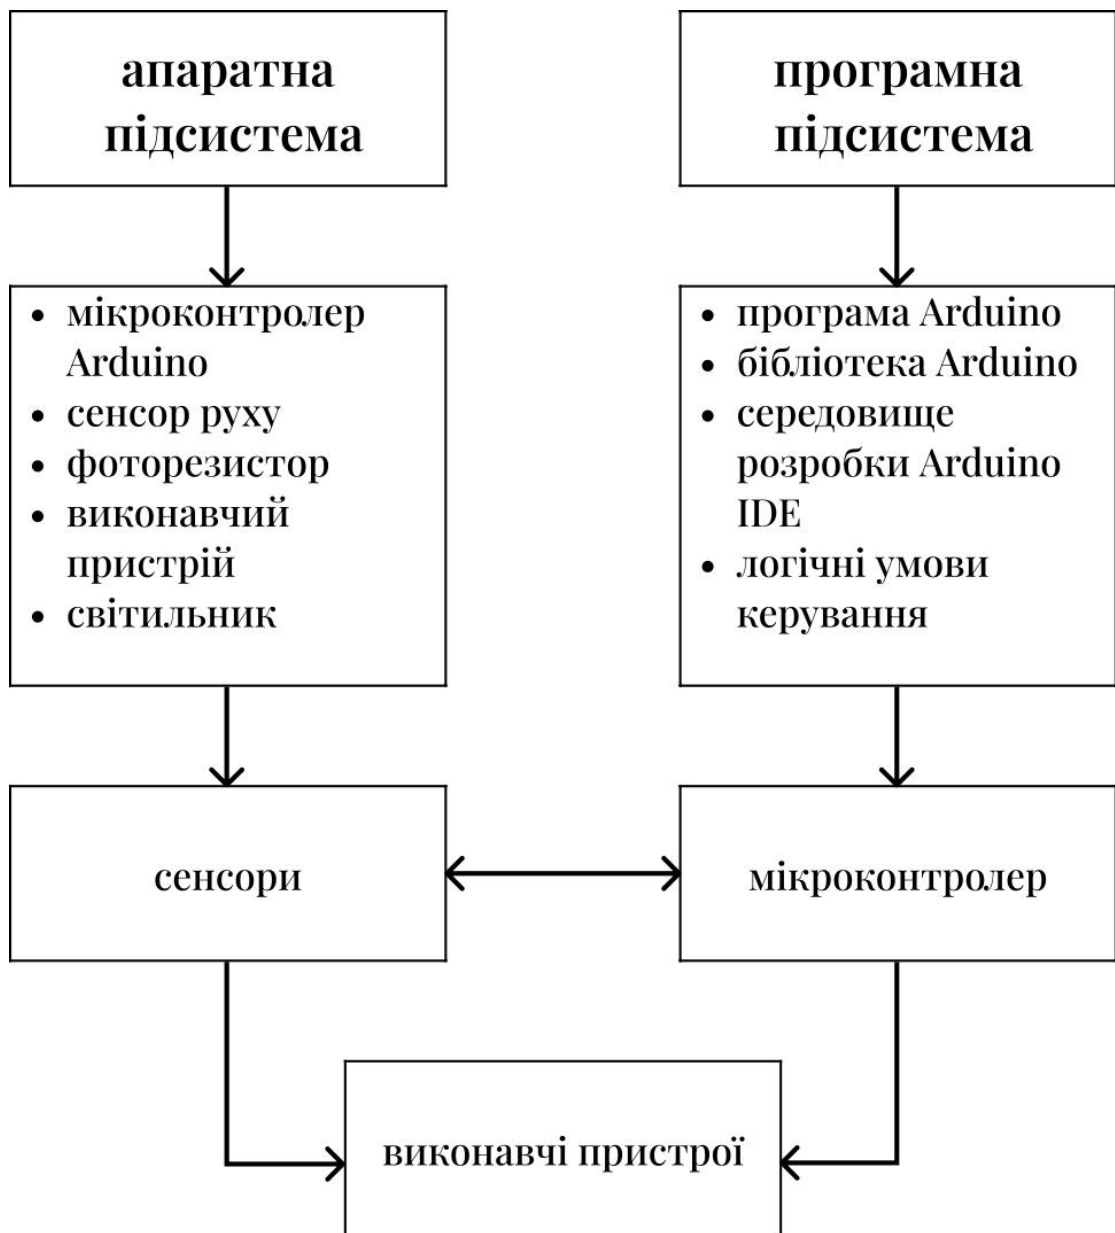 апаратна
підсистема
програмна
підсистема
• мікроконтролер
Arduino
• сенсор руху
• фоторезистор
• виконавчий
пристрій
• світильник
• програма Arduino
• бібліотека Arduino
• середовище
розробки Arduino
IDE
• логічні умови
керування
сенсори
мікроконтролер
виконавчі пристрої